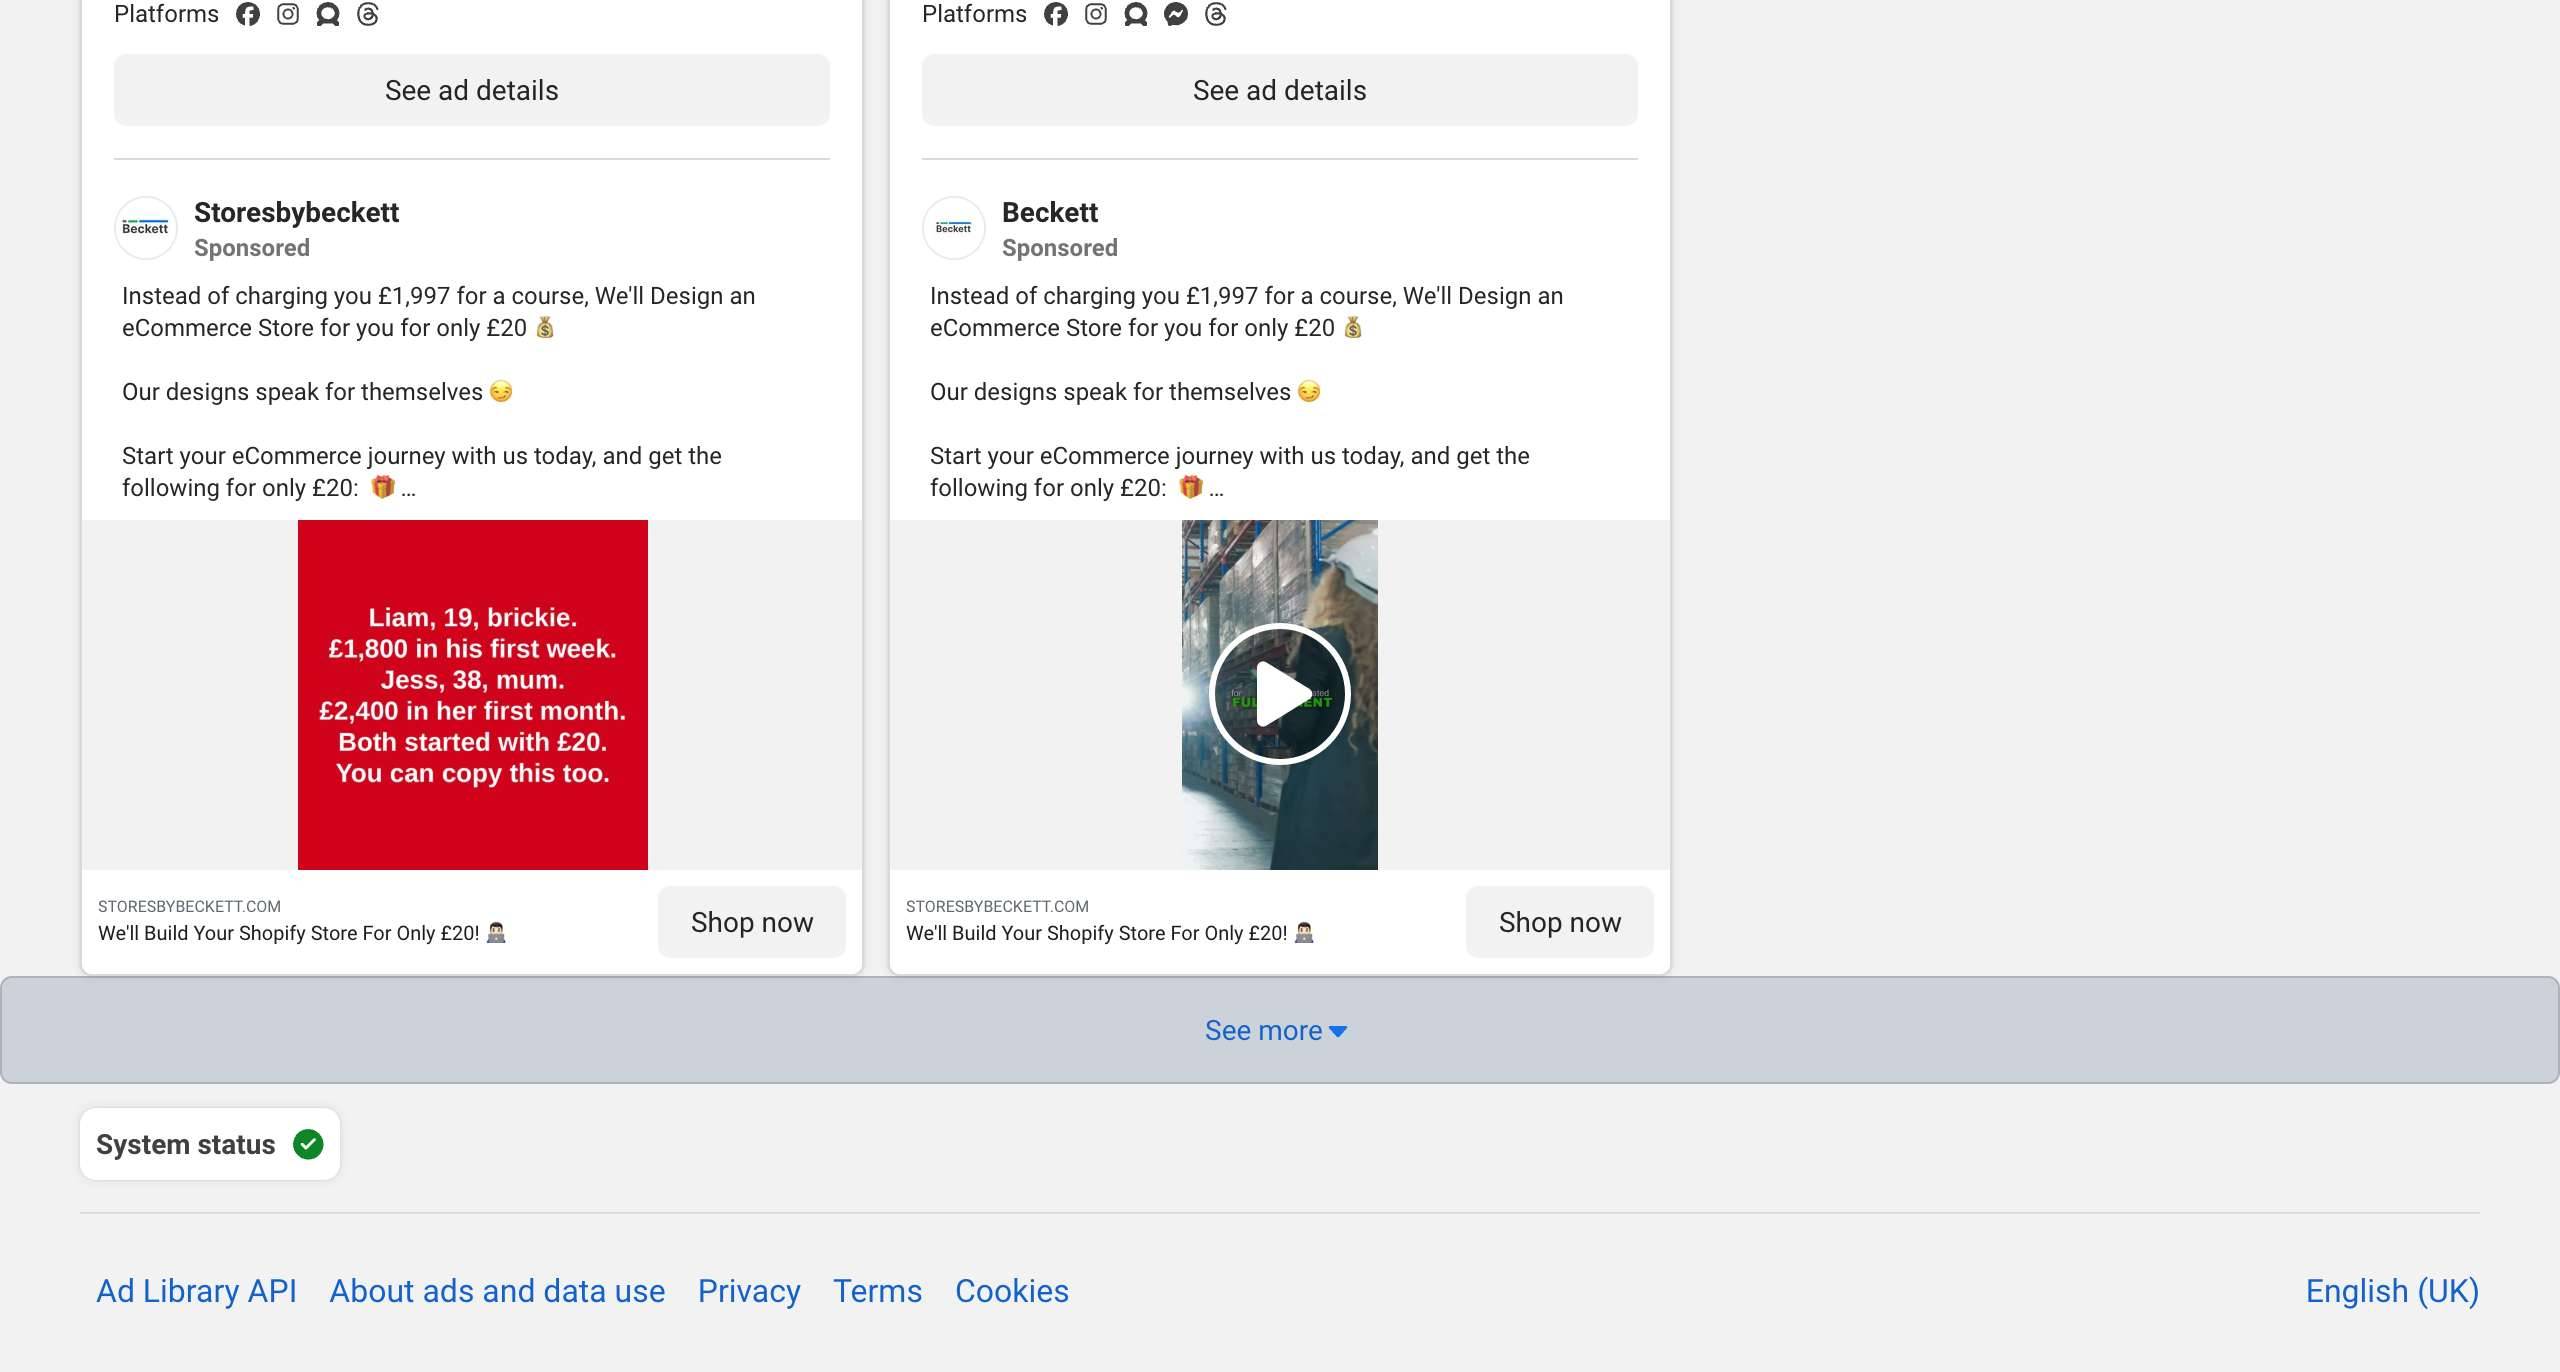 Platforms
See ad details
Beckett
Storesbybeckett
Sponsored
Instead of charging you £1,997 for a course, We'll Design an
eCommerce Store for you for only £20 💰
Our designs speak for themselves 😏
Start your eCommerce journey with us today, and get the
following for only £20: 🎁 ...
Liam, 19, brickie.
£1,800 in his first week.
Jess, 38, mum.
£2,400 in her first month.
Both started with £20.
You can copy this too.
STORESBYBECKETT.COM
We'll Build Your Shopify Store For Only £20! 👨🏻‍💻
Shop now
Platforms
See ad details
Beckett
Beckett
Sponsored
Instead of charging you £1,997 for a course, We'll Design an
eCommerce Store for you for only £20 💰
Our designs speak for themselves 😏
Start your eCommerce journey with us today, and get the
following for only £20: 🎁 ...
for
STORESBYBECKETT.COM
We'll Build Your Shopify Store For Only £20! 👨🏻‍💻
Shop now
See more
System status
Ad Library API About ads and data use Privacy Terms Cookies English (UK)